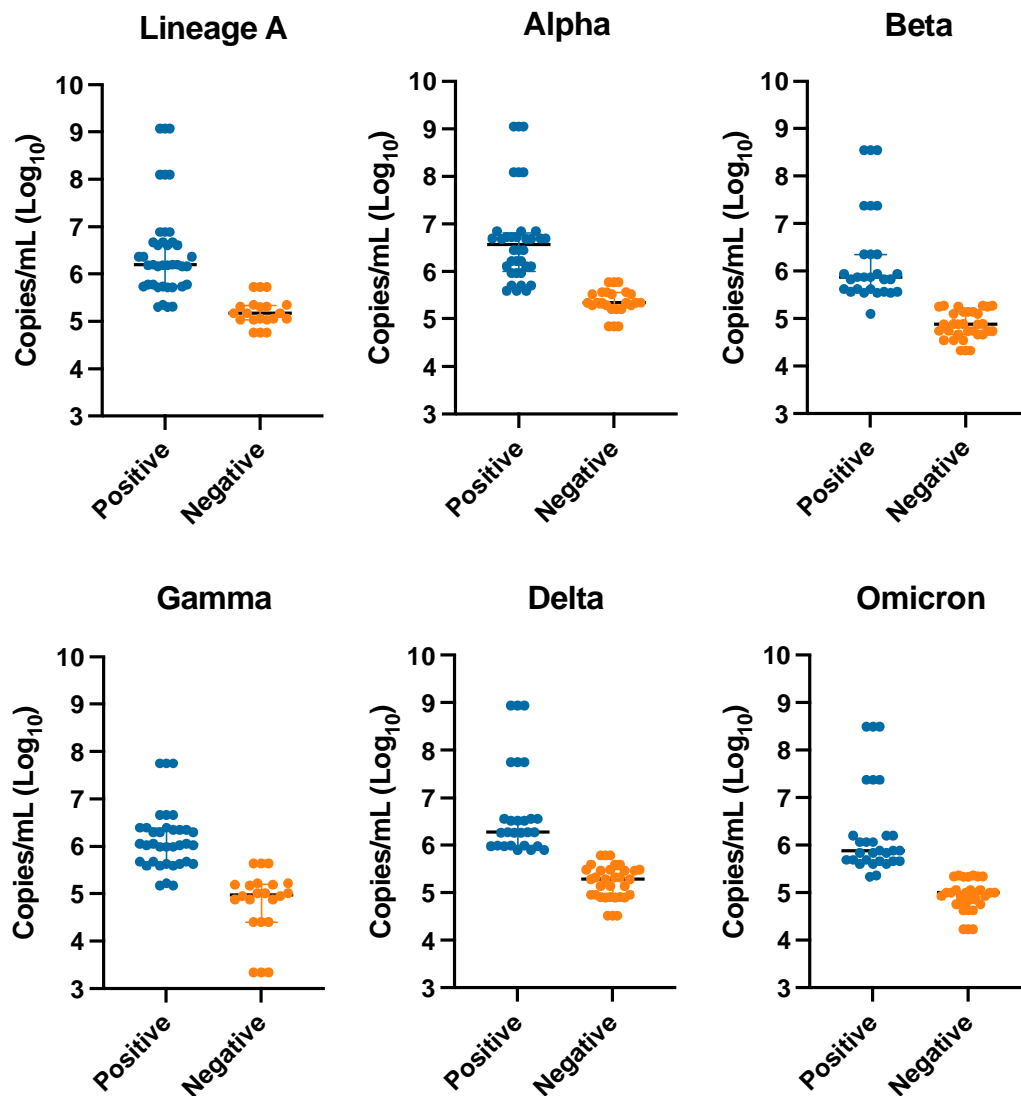 Lineage A
Alpha
Beta
Copies/mL (Log10)
10
9
8
7
6
5
4
3
Positive
Negative
Copies/mL (Log10)
10
9
8
7
6
5
4
3
Positive
Negative
Copies/mL (Log10)
10
9
8
7
6
5
4
3
Positive
Negative
Gamma
Delta
Omicron
Copies/mL (Log10)
10
9
8
7
6
5
4
3
Positive
Negative
Copies/mL (Log10)
10
9
8
7
6
5
4
3
Positive
Negative
Copies/mL (Log10)
10
9
8
7
6
5
4
3
Positive
Negative